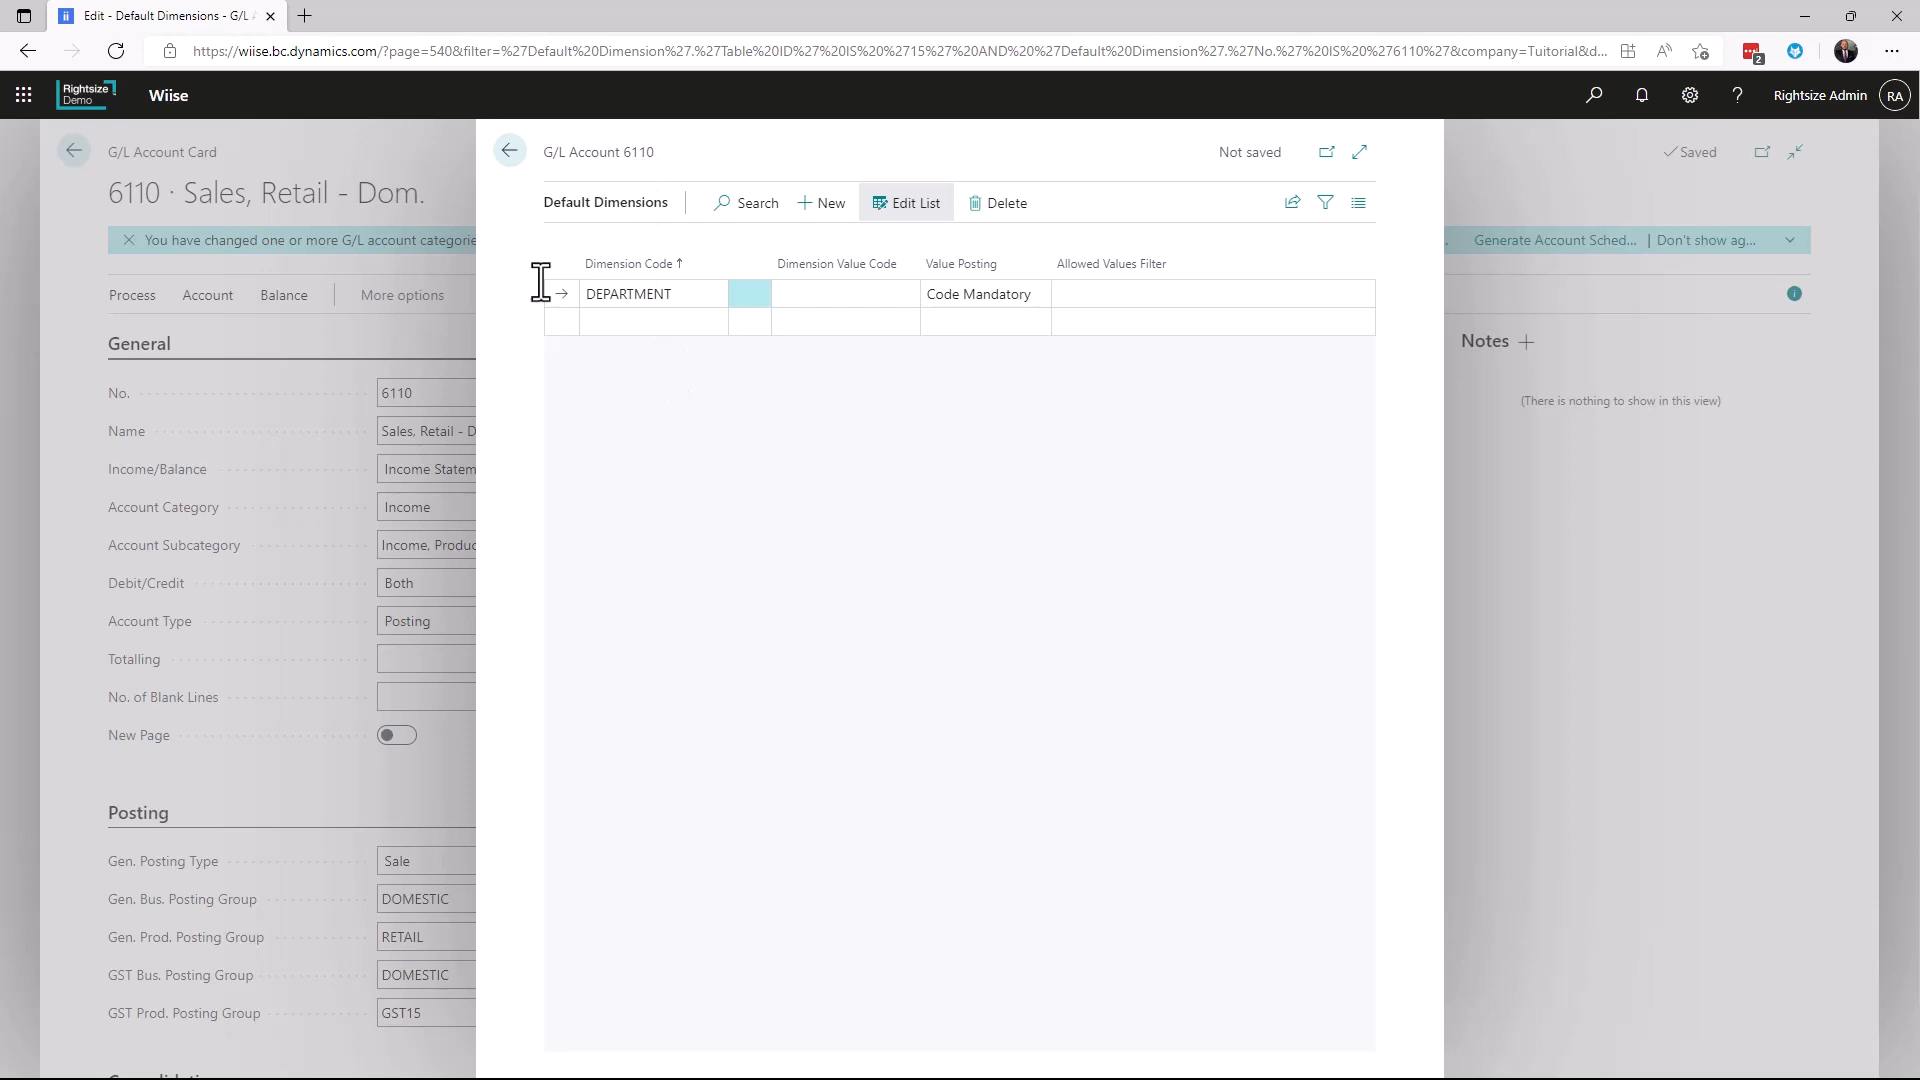 Edit - Default Dimensions - G/L A
https://wiise.bc.dynamics.com/?page=540&filter=%27Default%20Dimension%27.%27Table%20ID%27%20IS%20%2715%27%20AND%20%27Default%20Dimension%27.%27No.%27%20IS%20%276110%27&company=Tuitorial&d...
2
Rightsize
Demo
Wiise
Rightsize Admin
RA
G/L Account Card
G/L Account 6110
Not saved
Saved
6110 · Sales, Retail - Dom.
Default Dimensions
Search
New
Edit List
Delete
You have changed one or more G/L account categorie
Generate Account Sched... | Don't show ag...
Dimension Code ↑
Dimension Value Code
Value Posting
Allowed Values Filter
DEPARTMENT
Code Mandatory
Process
Account
Balance
More options
General
Notes
(There is nothing to show in this view)
No.
6110
Name
Sales, Retail - D
Income/Balance
Income Statem
Account Category
Income
Account Subcategory
Income, Produc
Debit/Credit
Both
Account Type
Posting
Totalling
No. of Blank Lines
New Page
Posting
Gen. Posting Type
Sale
Gen. Bus. Posting Group
DOMESTIC
Gen. Prod. Posting Group
RETAIL
GST Bus. Posting Group
DOMESTIC
GST Prod. Posting Group
GST15